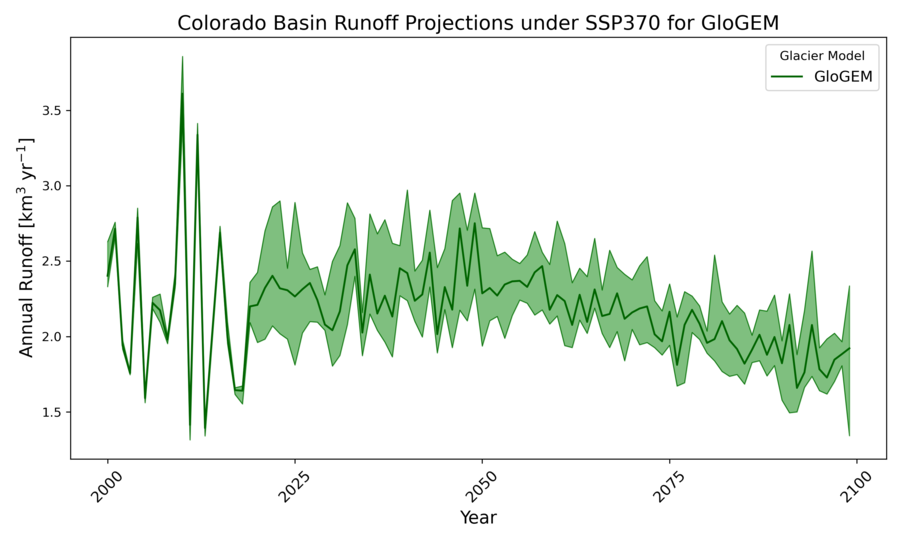 Colorado Basin Runoff Projections under SSP370 for GloGEM
Glacier Model
GloGEM
Annual Runoff [km³ yr⁻¹]
3.5
3.0
2.5
2.0
1.5
2000
2025
2050
2075
2100
Year